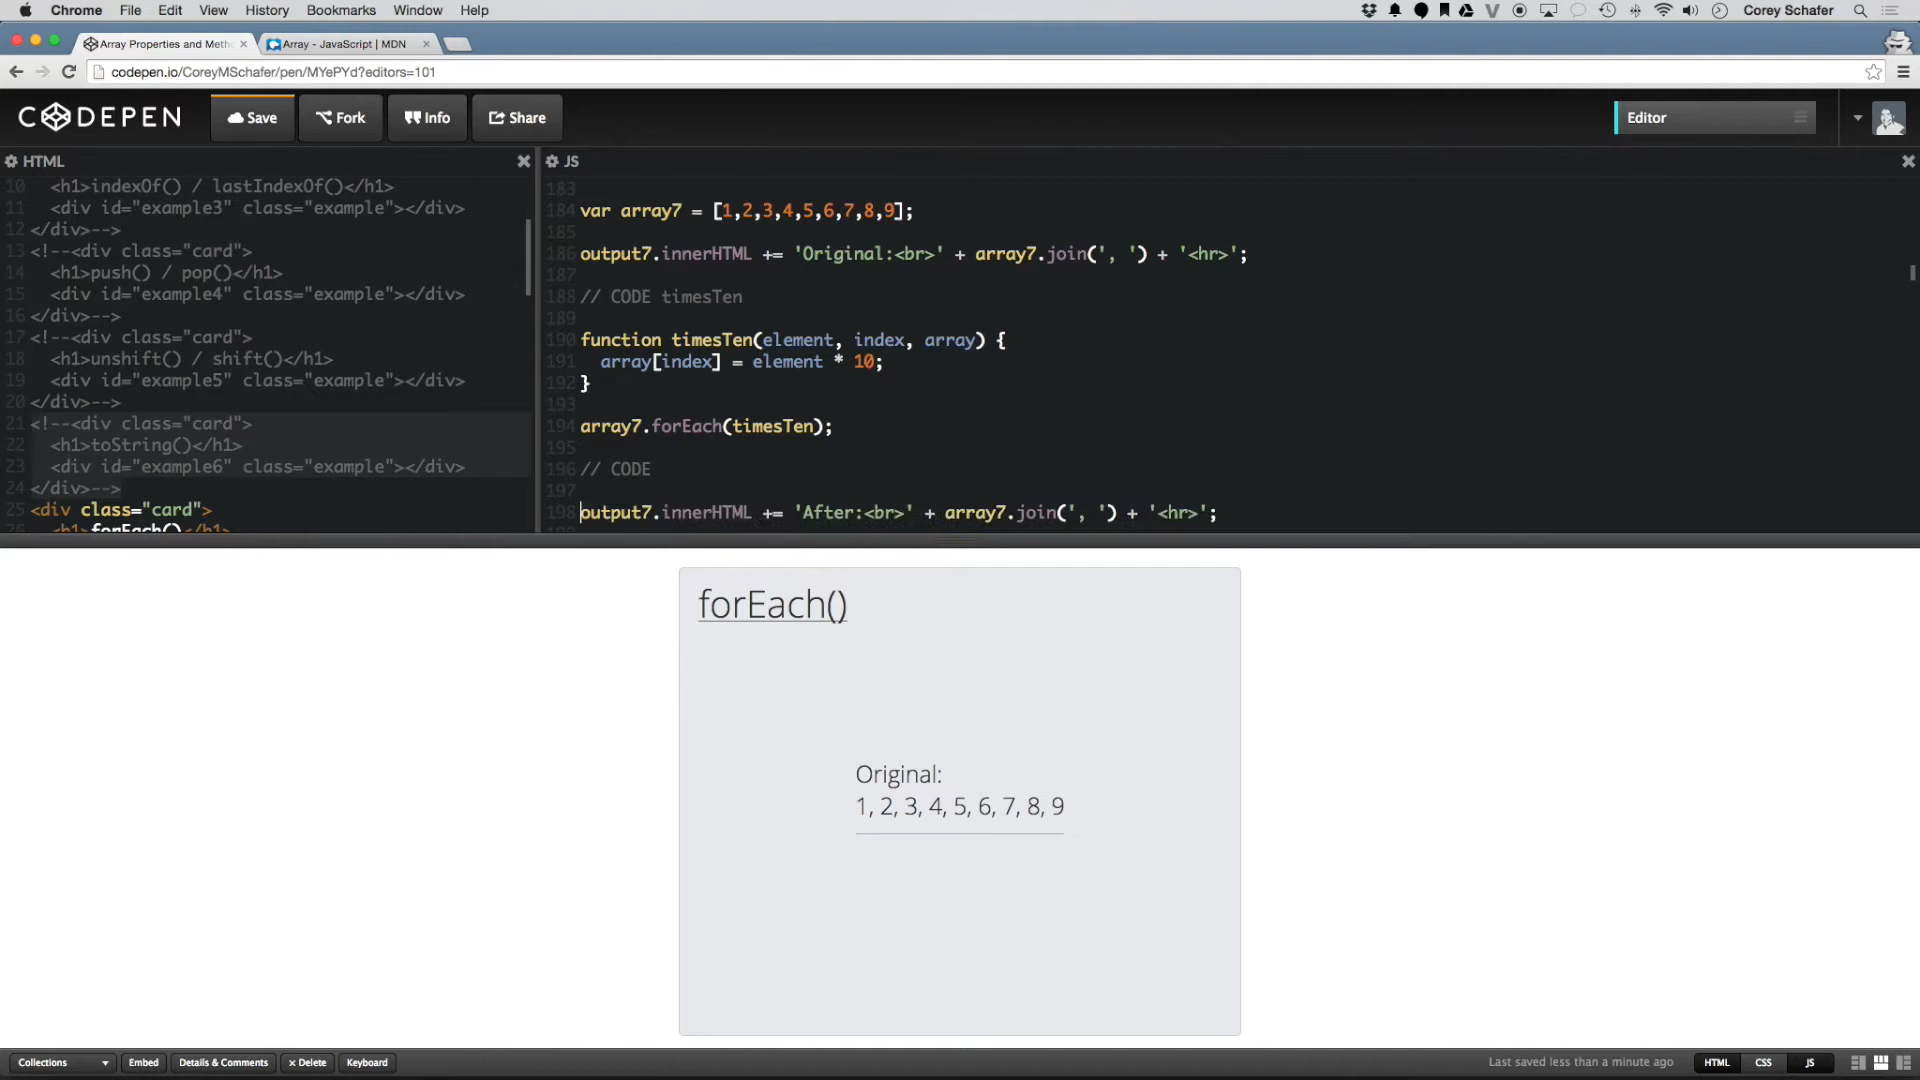 Chrome File Edit View History Bookmarks Window Help Corey Schafer
Array Properties and Meth Array - JavaScript | MDN
codepen.io/CoreyMSchafer/pen/MYePYd?editors=101
CODEPEN Save Fork Info Share Editor
HTML
10 <h1>indexOf() / lastIndexOf()</h1>
11 <div id="example3" class="example"></div>
12 </div>-->
13 <!--<div class="card">
14 <h1>push() / pop()</h1>
15 <div id="example4" class="example"></div>
16 </div>-->
17 <!--<div class="card">
18 <h1>unshift() / shift()</h1>
19 <div id="example5" class="example"></div>
20 </div>-->
21 <!--<div class="card">
22 <h1>toString()</h1>
23 <div id="example6" class="example"></div>
24 </div>-->
25 <div class="card">
26 <h1>forEach()</h1>
JS
183
184 var array7 = [1,2,3,4,5,6,7,8,9];
185
186 output7.innerHTML += 'Original:<br>' + array7.join(', ') + '<hr>';
187
188 // CODE timesTen
189
190 function timesTen(element, index, array) {
191 array[index] = element * 10;
192 }
193
194 array7.forEach(timesTen);
195
196 // CODE
197
198 output7.innerHTML += 'After:<br>' + array7.join(', ') + '<hr>';
forEach()
Original:
1, 2, 3, 4, 5, 6, 7, 8, 9
Collections Embed Details & Comments × Delete Keyboard Last saved less than a minute ago HTML CSS JS